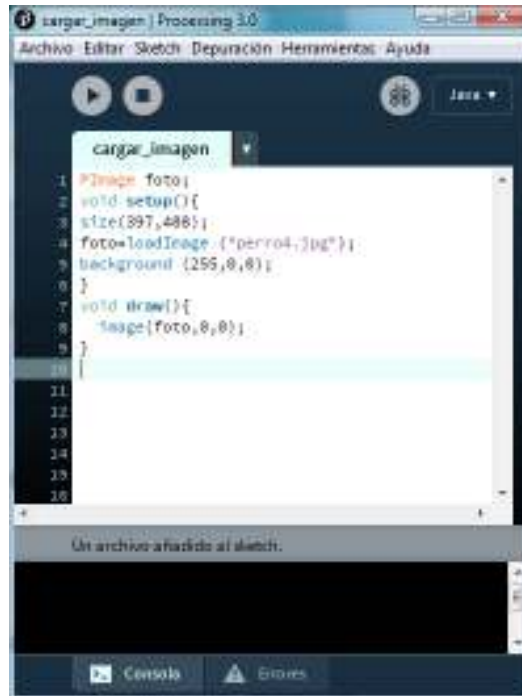 cargar_imagen | Processing 3.0
Archivo Editar Sketch Depuración Herramientas Ayuda
Java ▼
cargar_imagen ▼
1 PImage foto;
2 void setup(){
3 size(397,400);
4 foto=loadImage ("perro4.jpg");
5 background (255,0,0);
6 }
7 void draw(){
8 image(foto,0,0);
9 }
10
11
12
13
14
15
16
Un archivo añadido al sketch.
Consola Errores